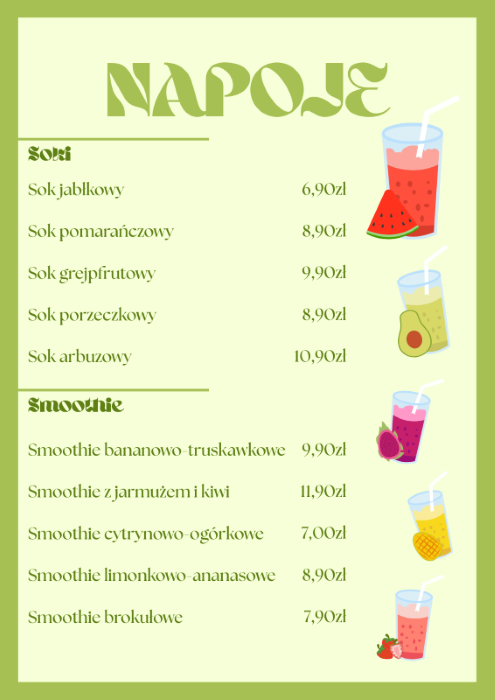 NAPOJE
Soki
Sok jabłkowy 6,90zł
Sok pomarańczowy 8,90zł
Sok grejpfrutowy 9,90zł
Sok porzeczkowy 8,90zł
Sok arbuzowy 10,90zł
Smoothie
Smoothie bananowo-truskawkowe 9,90zł
Smoothie z jarmużem i kiwi 11,90zł
Smoothie cytrynowo-ogórkowe 7,00zł
Smoothie limonkowo-ananasowe 8,90zł
Smoothie brokułowe 7,90zł